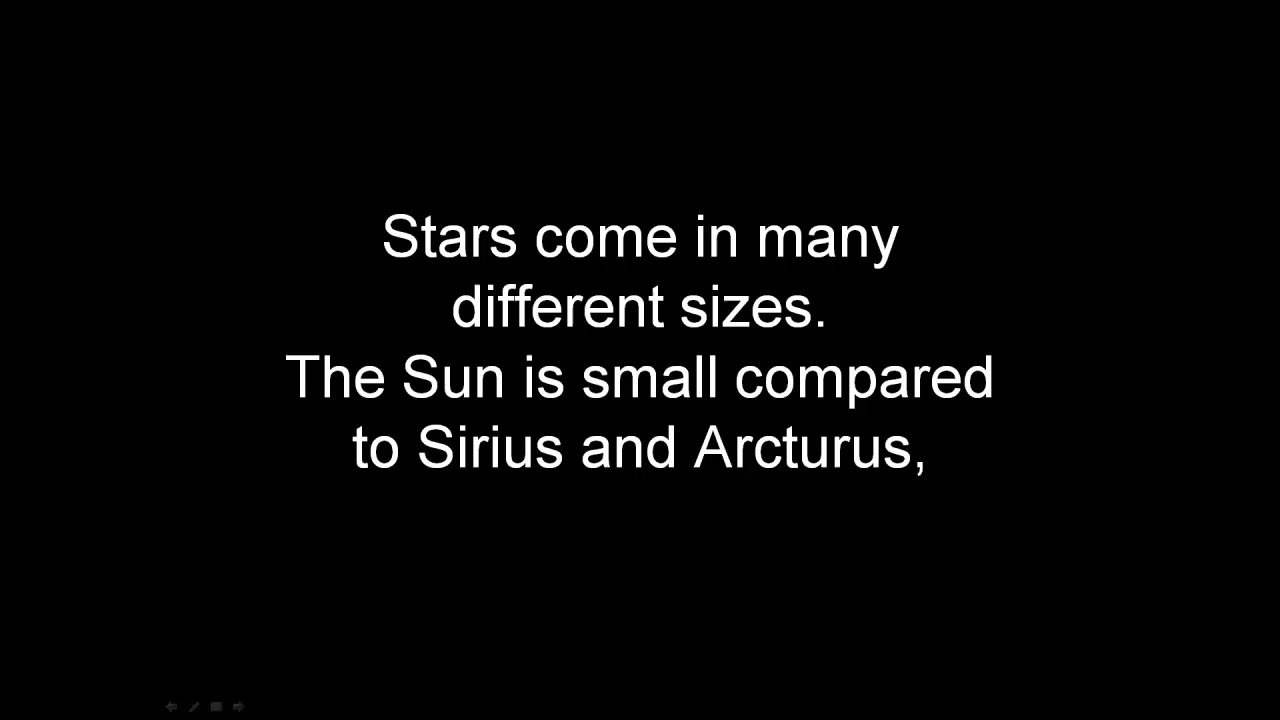 Stars come in many
different sizes.
The Sun is small compared
to Sirius and Arcturus,